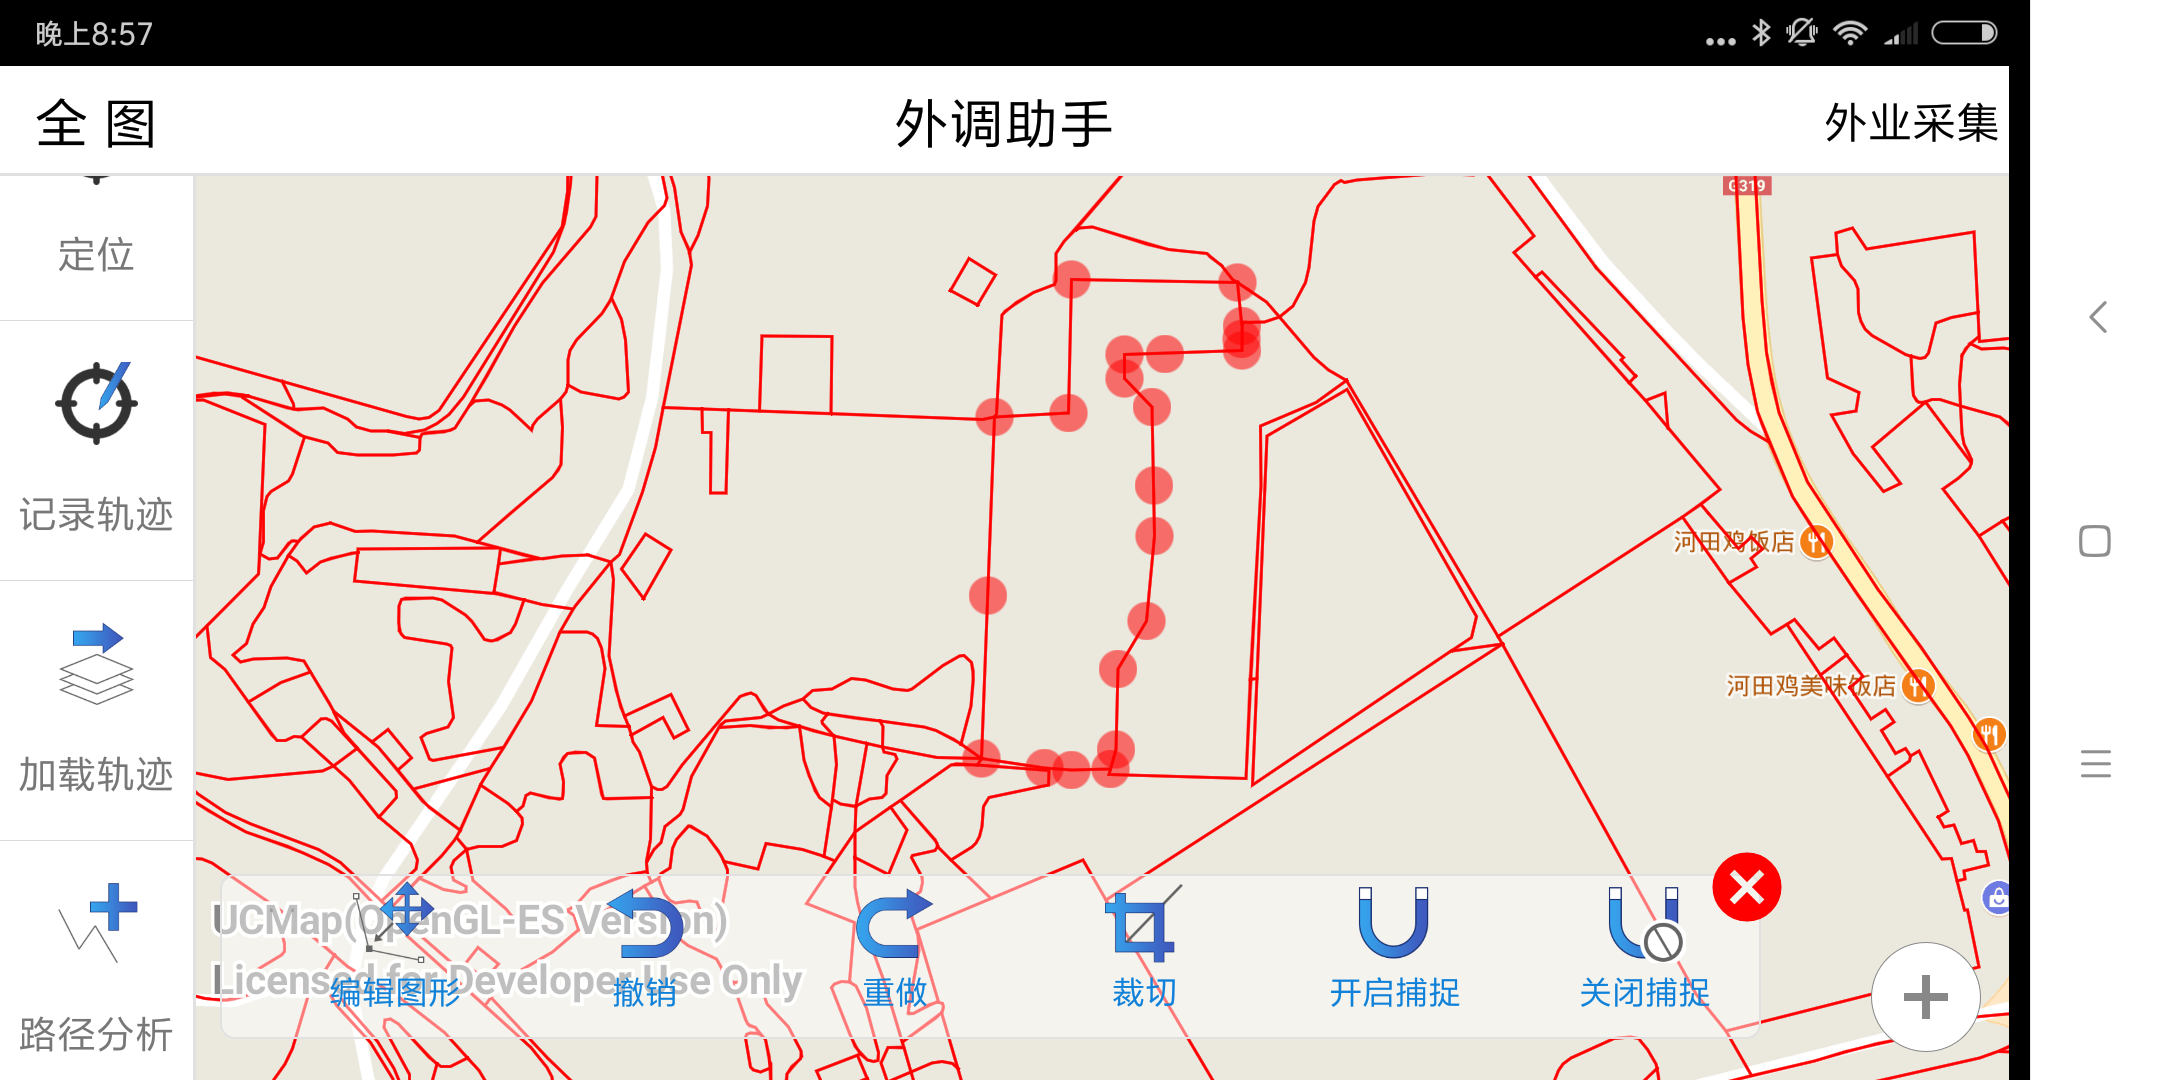 晚上8:57
全 图
外调助手
外业采集
G319
定位
记录轨迹
加载轨迹
路径分析
河田鸡饭店
河田鸡美味饭店
UCMap(OpenGL-ES Version)
Licensed for Developer Use Only
编辑图形
撤销
重做
裁切
开启捕捉
关闭捕捉